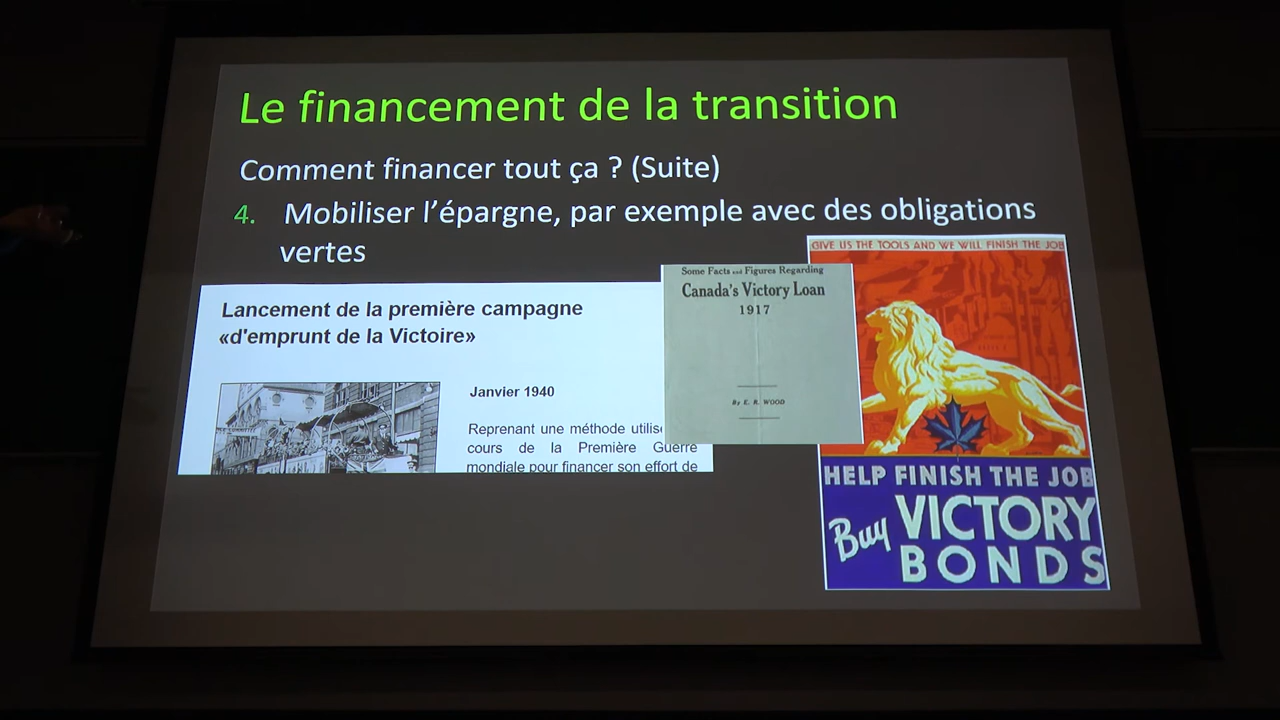 Le financement de la transition
Comment financer tout ça ? (Suite)
4. Mobiliser l'épargne, par exemple avec des obligations
vertes
Lancement de la première campagne
«d'emprunt de la Victoire»
Janvier 1940
Reprenant une méthode utilisé
cours de la Première Guerre
mondiale pour financer son effort de
Some Facts and Figures Regarding
Canada's Victory Loan
1917
By E. R. WOOD
GIVE US THE TOOLS AND WE WILL FINISH THE JOB
HELP FINISH THE JOB
Buy VICTORY
BONDS